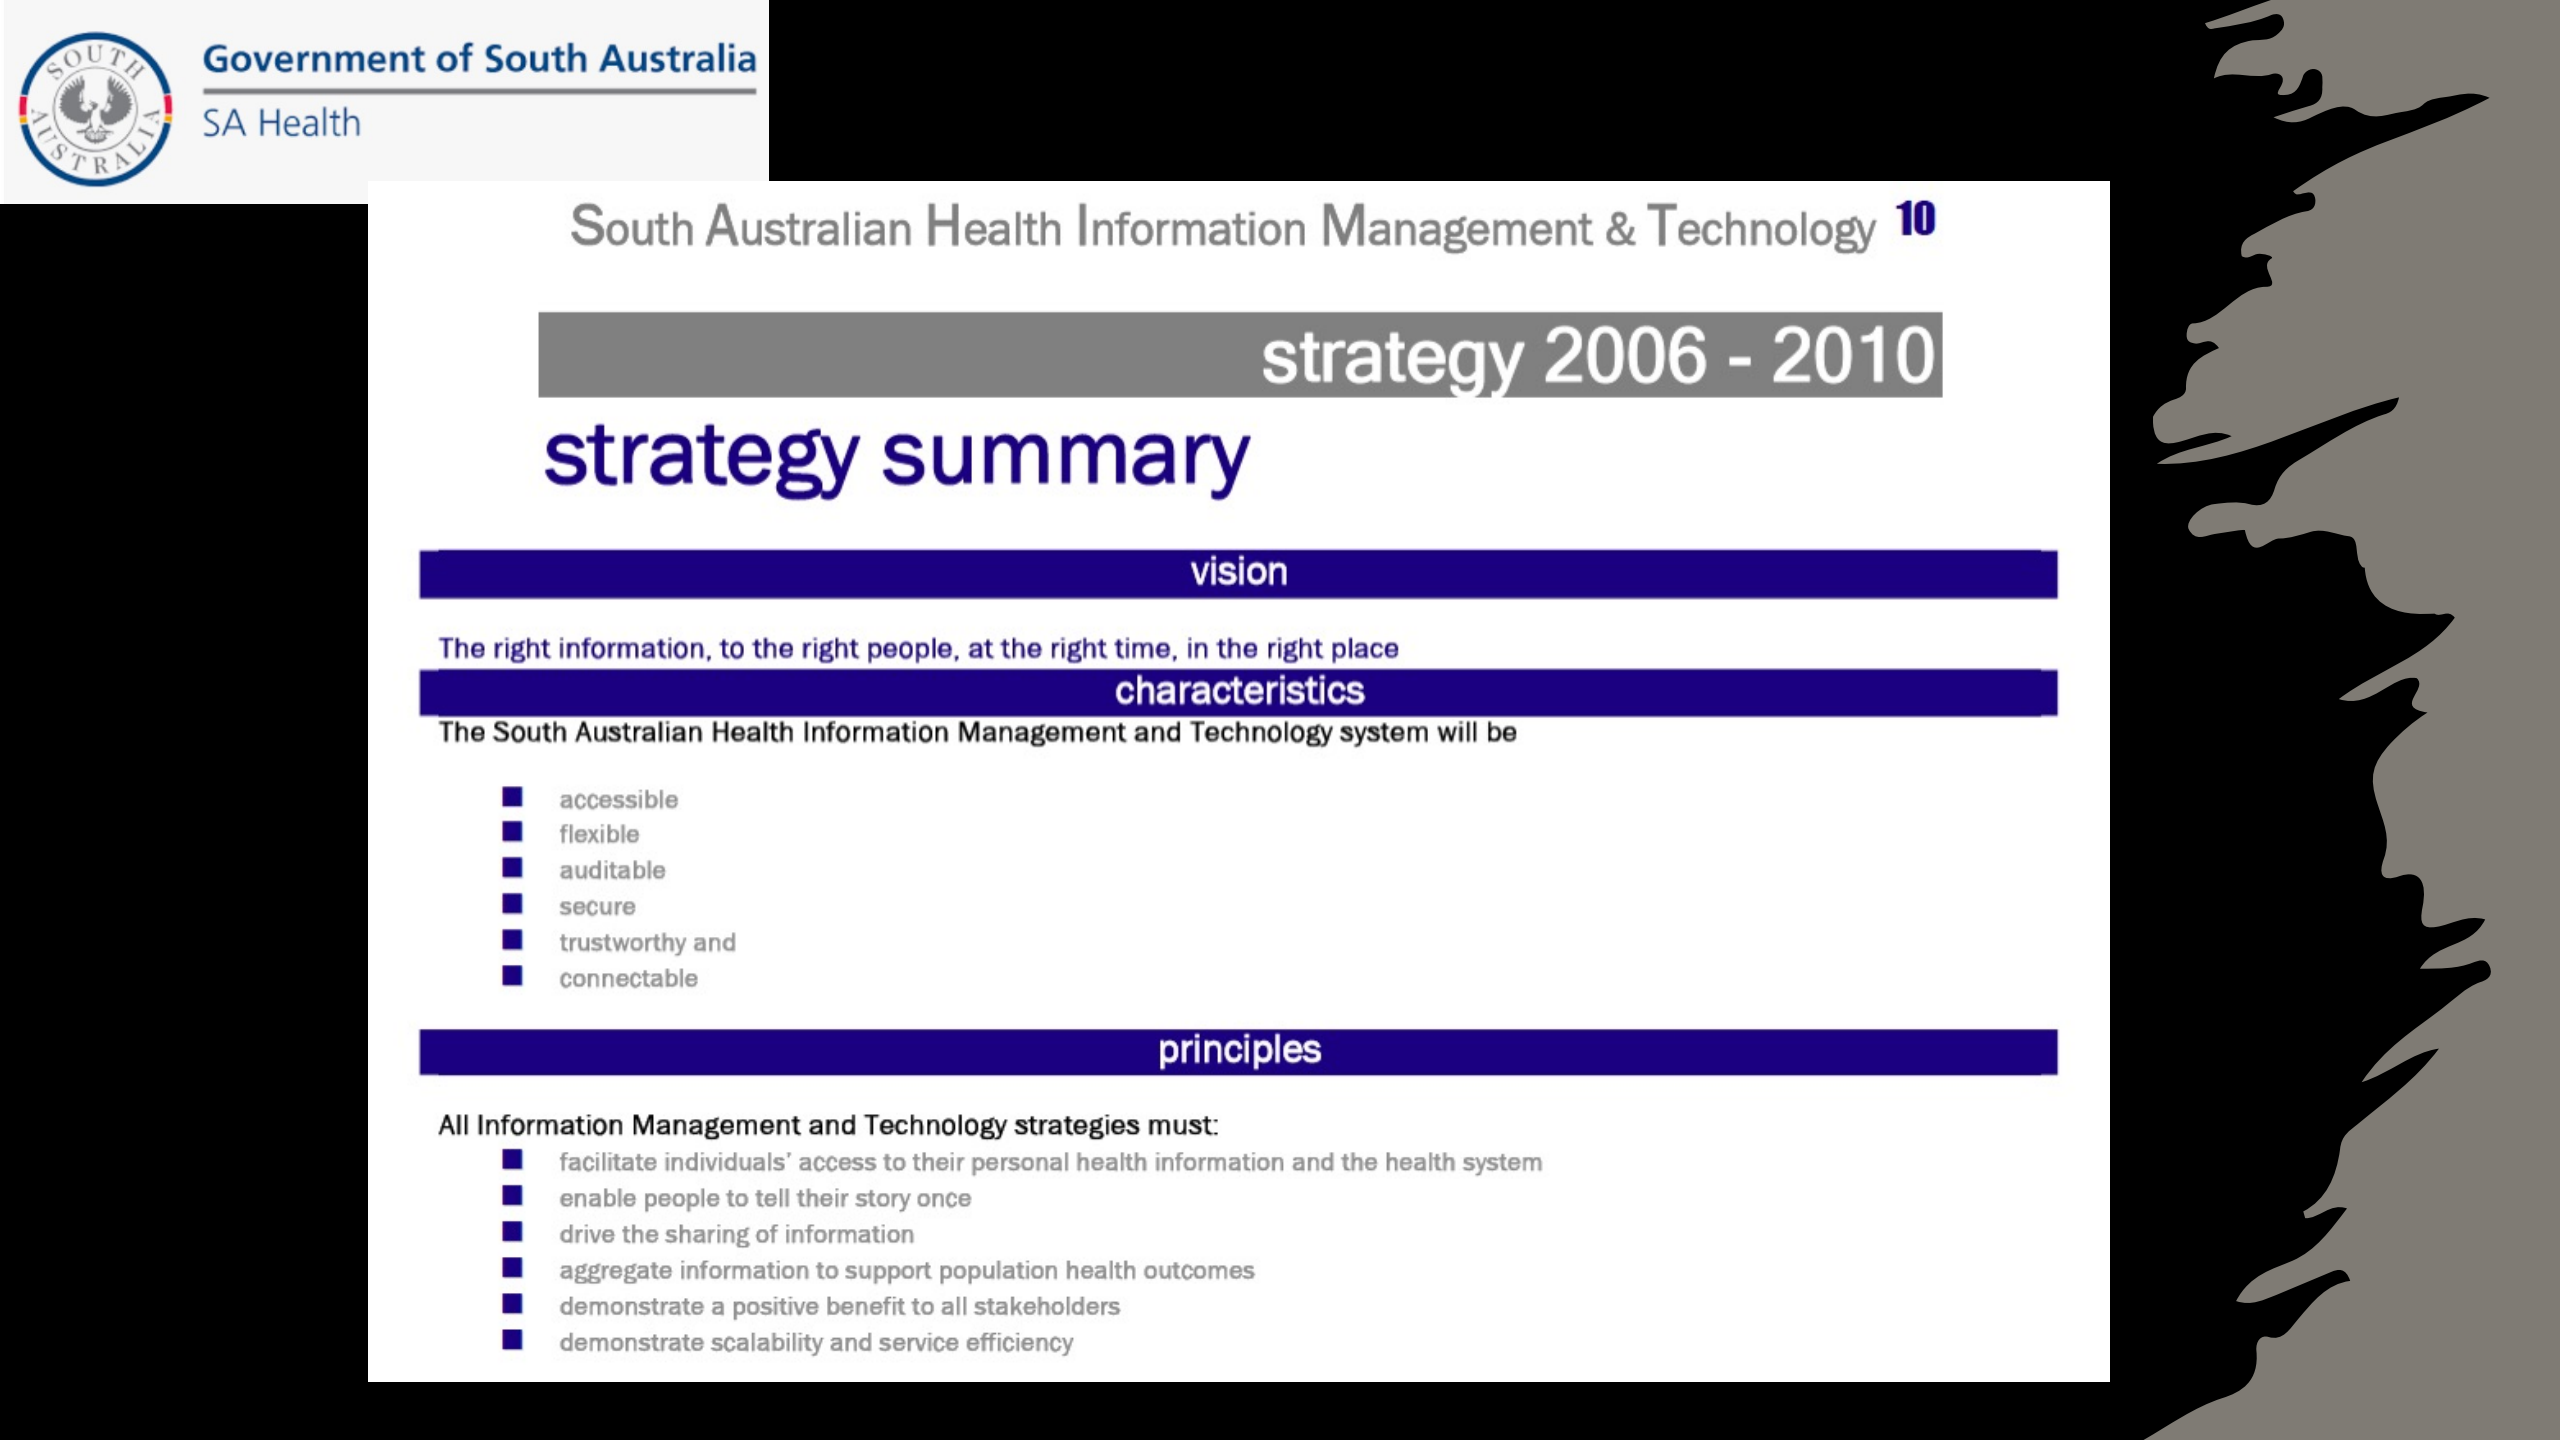 SOUTH AUSTRALIA
Government of South Australia
SA Health
South Australian Health Information Management & Technology 10
strategy 2006 - 2010
strategy summary
vision
The right information, to the right people, at the right time, in the right place
characteristics
The South Australian Health Information Management and Technology system will be
accessible
flexible
auditable
secure
trustworthy and
connectable
principles
All Information Management and Technology strategies must:
facilitate individuals’ access to their personal health information and the health system
enable people to tell their story once
drive the sharing of information
aggregate information to support population health outcomes
demonstrate a positive benefit to all stakeholders
demonstrate scalability and service efficiency